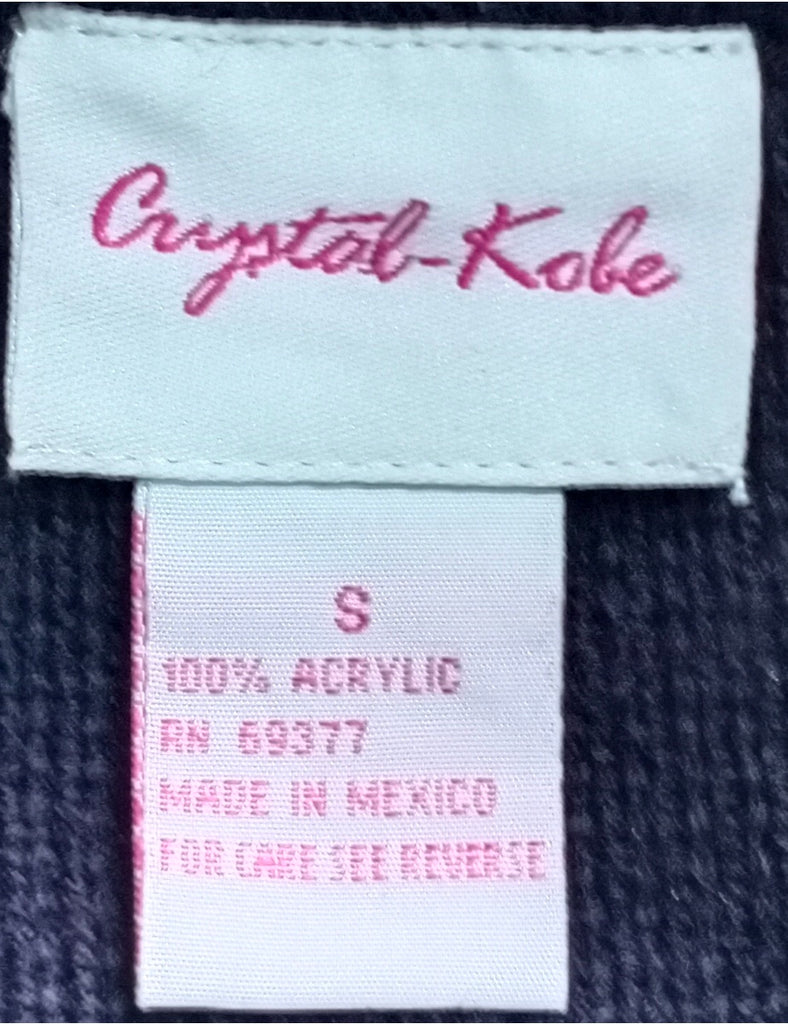 Crystal-Kobe
S
100% ACRYLIC
RN 69377
MADE IN MEXICO
FOR CARE SEE REVERSE